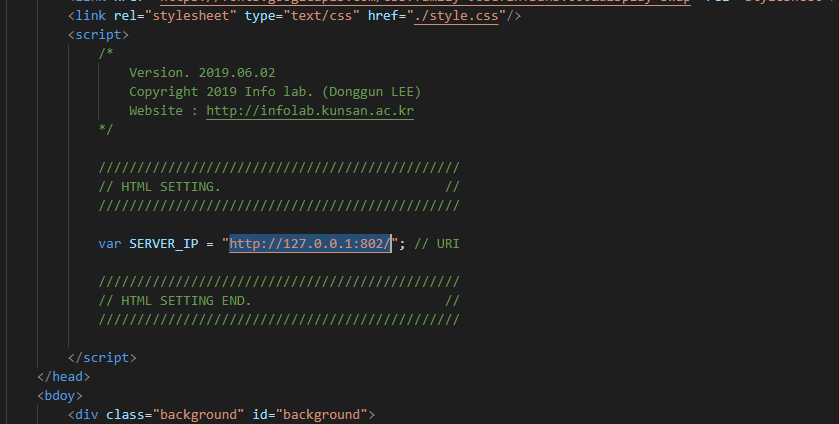 <link rel="stylesheet" type="text/css" href="./style.css"/>
<script>
/*
Version. 2019.06.02
Copyright 2019 Info lab. (Donggun LEE)
Website : http://infolab.kunsan.ac.kr
*/
///////////////////////////////////////////////
// HTML SETTING. //
///////////////////////////////////////////////
var SERVER_IP = "http://127.0.0.1:802/"; // URI
///////////////////////////////////////////////
// HTML SETTING END. //
///////////////////////////////////////////////
</script>
</head>
<bdoy>
<div class="background" id="background">